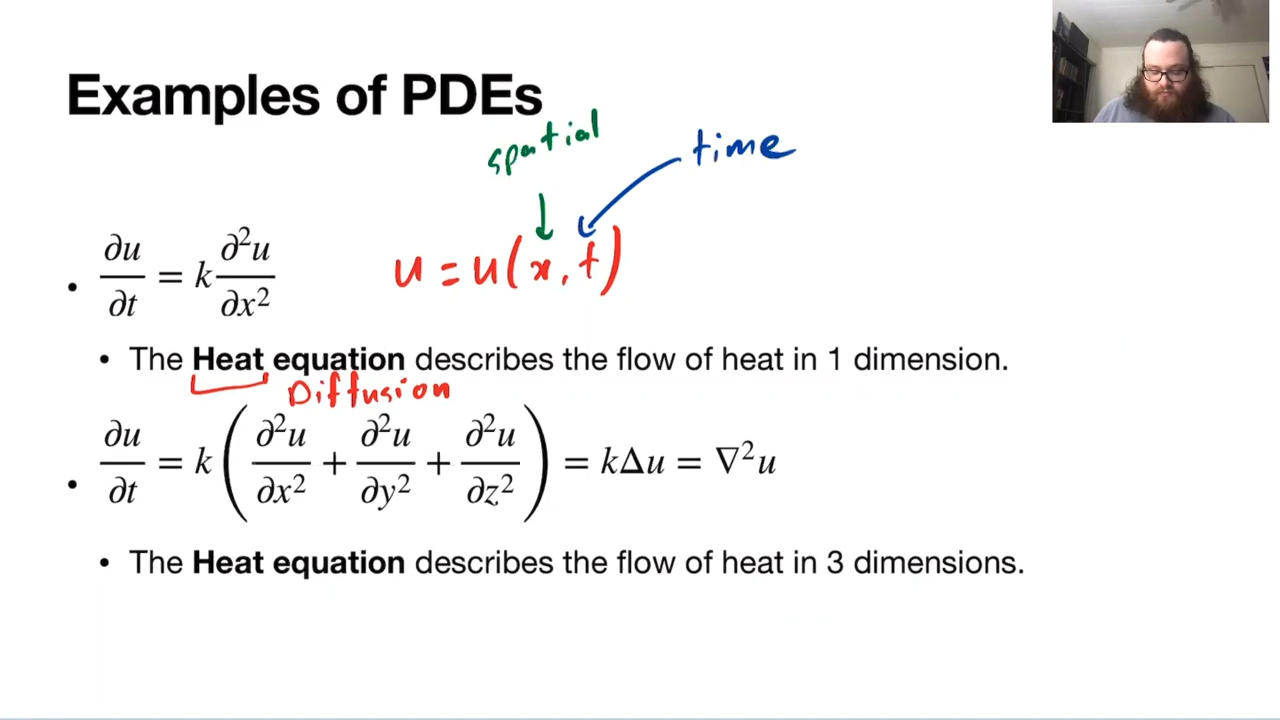 Examples of PDEs
spatial
time
∂u/∂t = k ∂²u/∂x²
u = u(x,t)
The Heat equation describes the flow of heat in 1 dimension.
Diffusion
∂u/∂t = k(∂²u/∂x² + ∂²u/∂y² + ∂²u/∂z²) = kΔu = ∇²u
The Heat equation describes the flow of heat in 3 dimensions.